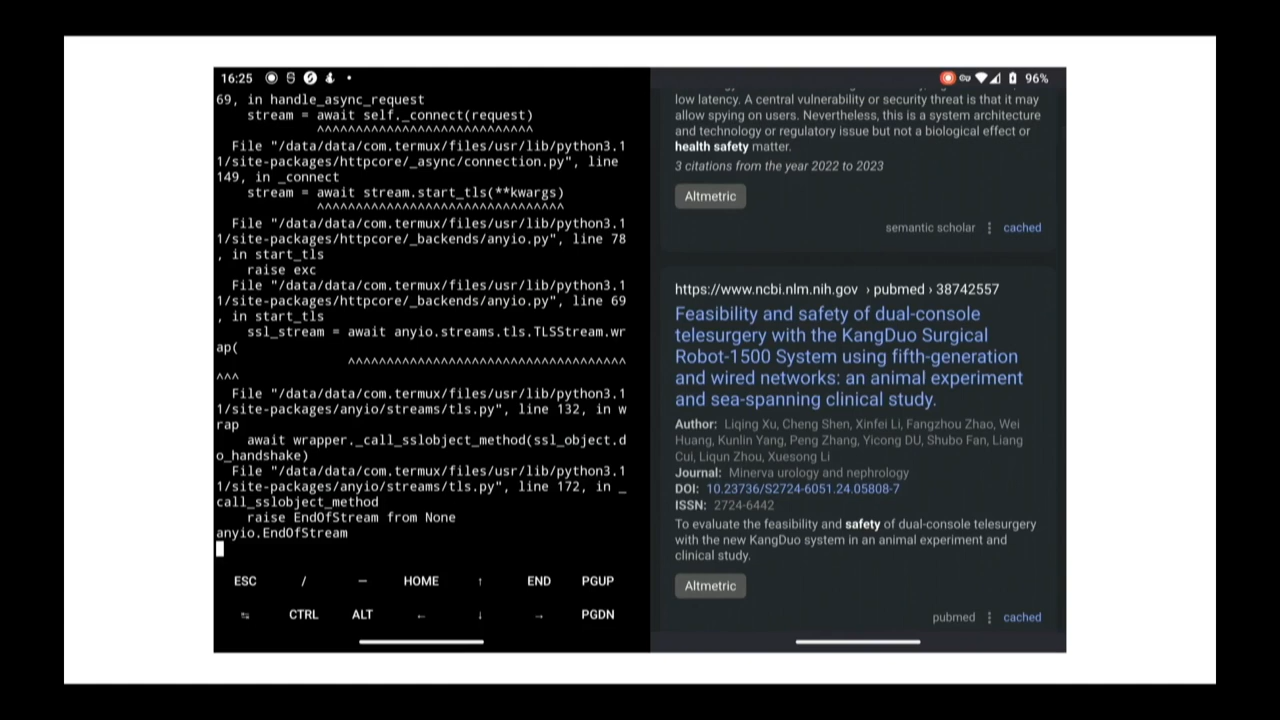 16:25
96%
69, in handle_async_request
stream = await self._connect(request)
^^^^^^^^^^^^^^^^^^^^^^^^^^^^
File "/data/data/com.termux/files/usr/lib/python3.1
1/site-packages/httpcore/_async/connection.py", line
149, in _connect
stream = await stream.start_tls(**kwargs)
^^^^^^^^^^^^^^^^^^^^^^^^^^^^^^^^
File "/data/data/com.termux/files/usr/lib/python3.1
1/site-packages/httpcore/_backends/anyio.py", line 78
, in start_tls
raise exc
File "/data/data/com.termux/files/usr/lib/python3.1
1/site-packages/httpcore/_backends/anyio.py", line 69
, in start_tls
ssl_stream = await anyio.streams.tls.TLSStream.wr
ap(
^^^^^^^^^^^^^^^^^^^^^^^^^^^^^^^^^^^^
^^^
File "/data/data/com.termux/files/usr/lib/python3.1
1/site-packages/anyio/streams/tls.py", line 132, in w
rap
await wrapper._call_sslobject_method(ssl_object.d
o_handshake)
File "/data/data/com.termux/files/usr/lib/python3.1
1/site-packages/anyio/streams/tls.py", line 172, in _
call_sslobject_method
raise EndOfStream from None
anyio.EndOfStream
ESC / — HOME ↑ END PGUP
CTRL ALT ← ↓ → PGDN
low latency. A central vulnerability or security threat is that it may
allow spying on users. Nevertheless, this is a system architecture
and technology or regulatory issue but not a biological effect or
health safety matter.
3 citations from the year 2022 to 2023
Altmetric
semantic scholar ⋮ cached
https://www.ncbi.nlm.nih.gov › pubmed › 38742557
Feasibility and safety of dual-console
telesurgery with the KangDuo Surgical
Robot-1500 System using fifth-generation
and wired networks: an animal experiment
and sea-spanning clinical study.
Author: Liqing Xu, Cheng Shen, Xinfei Li, Fangzhou Zhao, Wei
Huang, Kunlin Yang, Peng Zhang, Yicong DU, Shubo Fan, Liang
Cui, Liqun Zhou, Xuesong Li
Journal: Minerva urology and nephrology
DOI: 10.23736/S2724-6051.24.05808-7
ISSN: 2724-6442
To evaluate the feasibility and safety of dual-console telesurgery
with the new KangDuo system in an animal experiment and
clinical study.
Altmetric
pubmed ⋮ cached